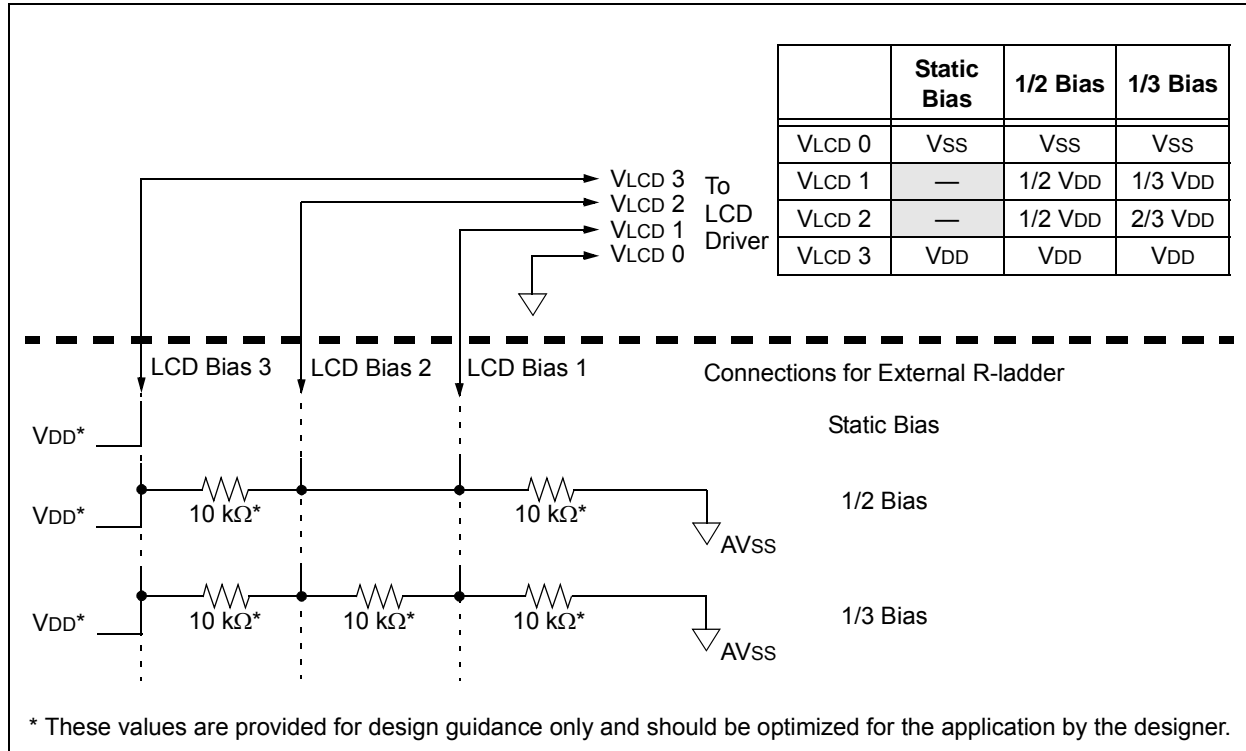 Static Bias | 1/2 Bias | 1/3 Bias
VLCD 0 | VSS | VSS | VSS
VLCD 1 | — | 1/2 VDD | 1/3 VDD
VLCD 2 | — | 1/2 VDD | 2/3 VDD
VLCD 3 | VDD | VDD | VDD
VLCD 3
VLCD 2
VLCD 1
VLCD 0
To
LCD
Driver
LCD Bias 3 LCD Bias 2 LCD Bias 1
Connections for External R-ladder
VDD* Static Bias
VDD* 10 kΩ* 10 kΩ* AVSS 1/2 Bias
VDD* 10 kΩ* 10 kΩ* 10 kΩ* AVSS 1/3 Bias
* These values are provided for design guidance only and should be optimized for the application by the designer.